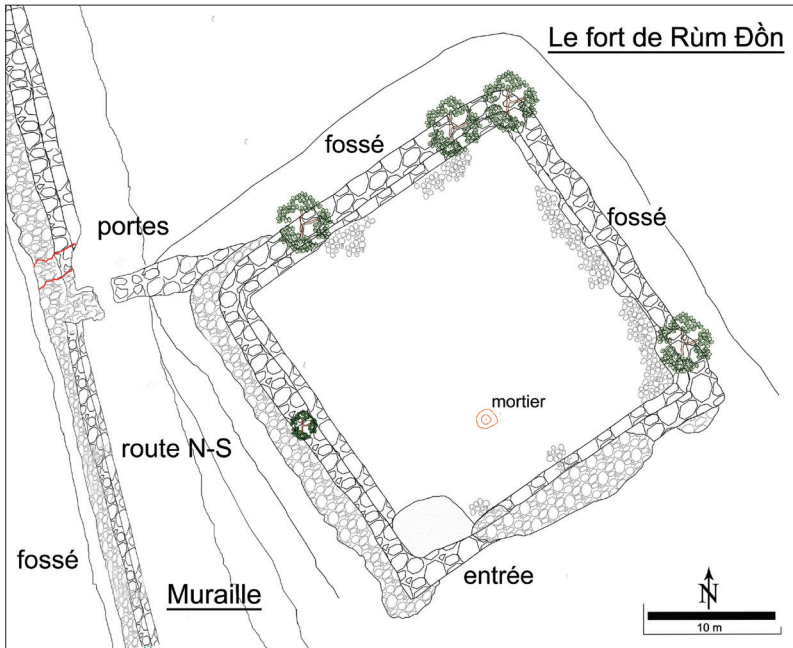 Le fort de Rùm Đồn
fossé
fossé
portes
mortier
route N-S
fossé
entrée
Muraille
N
10 m